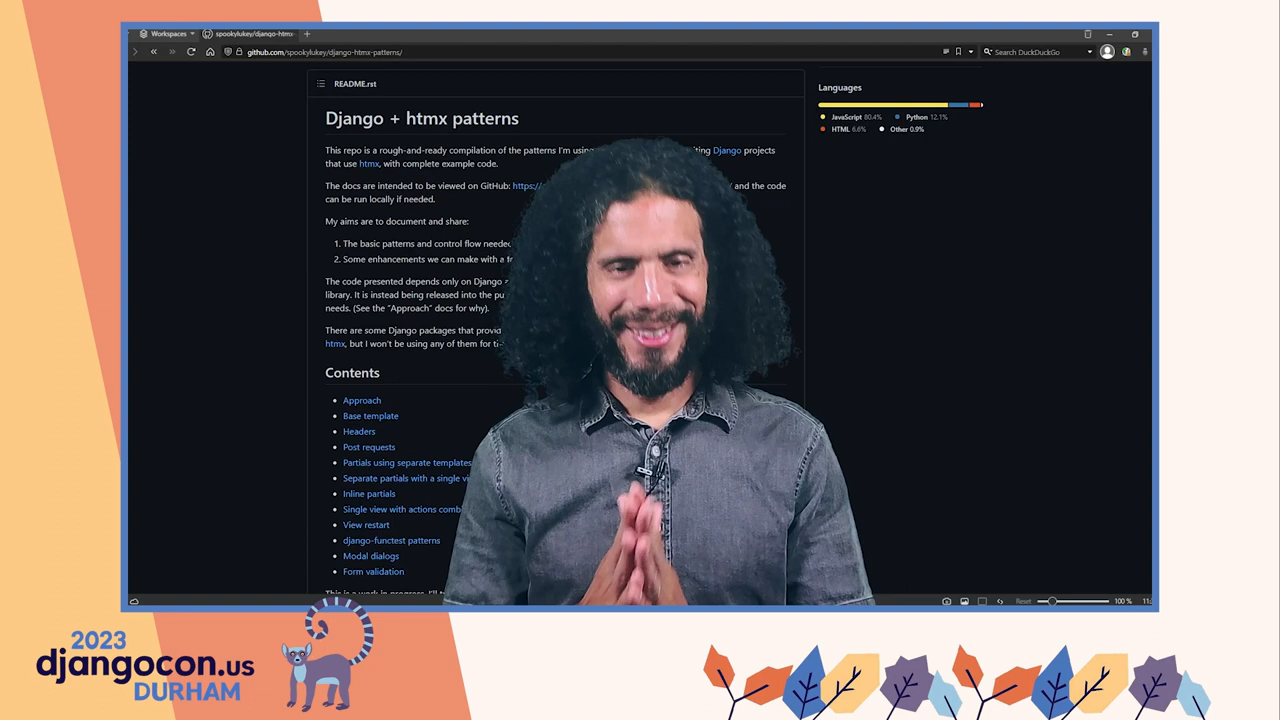 Workspaces
spookylukey/django-htmx
github.com/spookylukey/django-htmx-patterns/
Search DuckDuckGo
README.rst
Django + htmx patterns
This repo is a rough-and-ready compilation of the patterns I'm using
iting Django projects
that use htmx, with complete example code.
The docs are intended to be viewed on GitHub: https://
and the code
can be run locally if needed.
My aims are to document and share:
1. The basic patterns and control flow needed
2. Some enhancements we can make with a f
The code presented depends only on Django
library. It is instead being released into the pu
needs. (See the "Approach" docs for why).
There are some Django packages that provid
htmx, but I won't be using any of them for
Contents
Approach
Base template
Headers
Post requests
Partials using separate templates
Separate partials with a single v
Inline partials
Single view with actions comb
View restart
django-functest patterns
Modal dialogs
Form validation
Languages
JavaScript 80.4%
Python 12.1%
HTML 6.6%
Other 0.9%
Reset
100 %
2023
djangocon.us
DURHAM